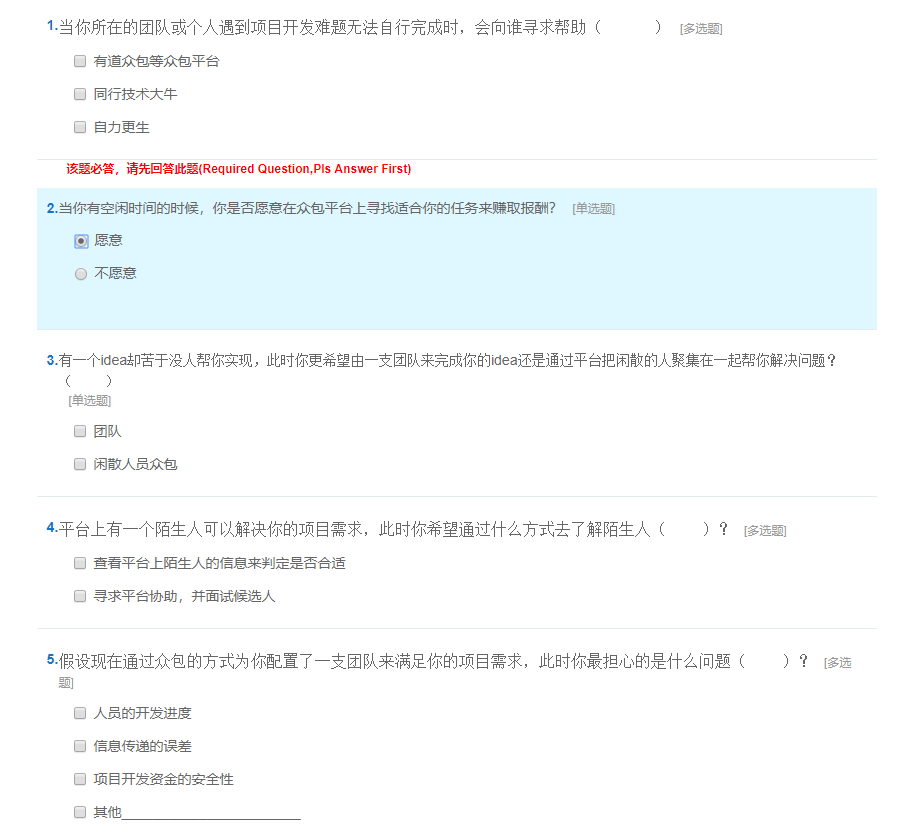 1.当你所在的团队或个人遇到项目开发难题无法自行完成时，会向谁寻求帮助（　　　） [多选题]
有道众包等众包平台
同行技术大牛
自力更生
该题必答，请先回答此题(Required Question,Pls Answer First)
2.当你有空闲时间的时候，你是否愿意在众包平台上寻找适合你的任务来赚取报酬？ [单选题]
愿意
不愿意
3.有一个idea却苦于没人帮你实现，此时你更希望由一支团队来完成你的idea还是通过平台把闲散的人聚集在一起帮你解决问题？
（　　）
[单选题]
团队
闲散人员众包
4.平台上有一个陌生人可以解决你的项目需求，此时你希望通过什么方式去了解陌生人（　　）？ [多选题]
查看平台上陌生人的信息来判定是否合适
寻求平台协助，并面试候选人
5.假设现在通过众包的方式为你配置了一支团队来满足你的项目需求，此时你最担心的是什么问题（　　）？ [多选
题]
人员的开发进度
信息传递的误差
项目开发资金的安全性
其他_______________________